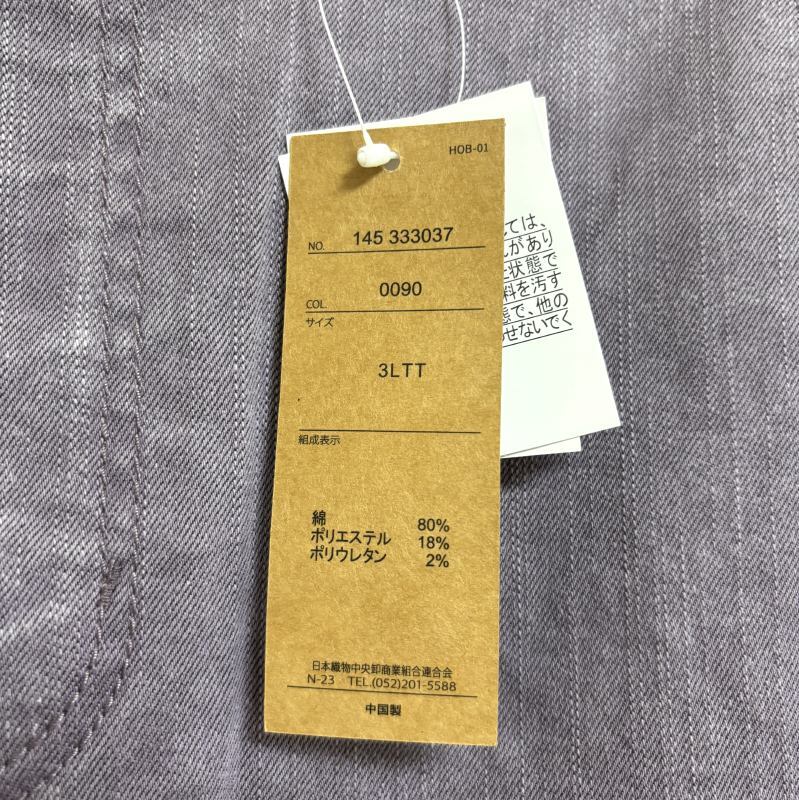 HOB-01
NO. 145 333037
COL. 0090
サイズ
3LTT
組成表示
綿 80%
ポリエステル 18%
ポリウレタン 2%
日本織物中央卸商業組合連合会
N-23 TEL.(052)201-5588
中国製
ては、
があり
状態で
料を汚す
態で、他の
せないでく